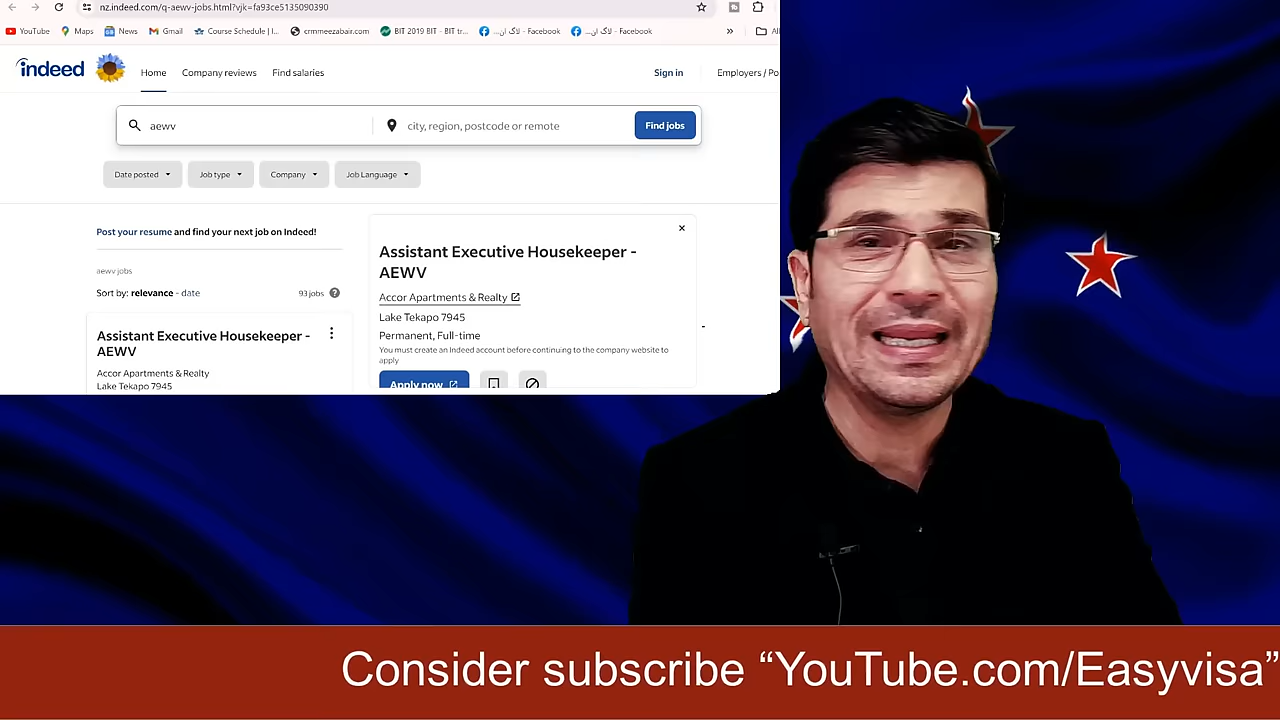 nz.indeed.com/q-aewv-jobs.html?vjk=fa93ce5135090390
YouTube Maps News Gmail Course Schedule | I... crmmeezabair.com BIT 2019 BIT - BIT tr... لاگ ان... - Facebook لاگ ان... - Facebook » All
indeed Home Company reviews Find salaries Sign in Employers / Po
aewv city, region, postcode or remote Find jobs
Date posted Job type Company Job Language
Post your resume and find your next job on Indeed!
aewv jobs
Sort by: relevance - date 93 jobs ?
Assistant Executive Housekeeper -
AEWV
Accor Apartments & Realty
Lake Tekapo 7945
Assistant Executive Housekeeper -
AEWV
Accor Apartments & Realty
Lake Tekapo 7945
Permanent, Full-time
You must create an Indeed account before continuing to the company website to
apply
Apply now
Consider subscribe “YouTube.com/Easyvisa”